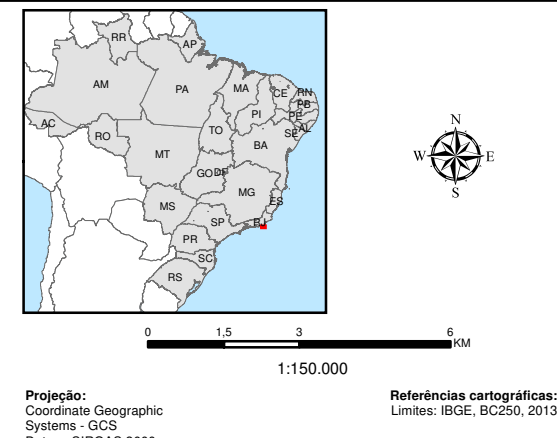 RR
AP
AM
PA
MA
CE
RN
PB
PI
PE
AL
AC
RO
TO
SE
BA
MT
GO
DF
MG
ES
MS
SP
RJ
PR
SC
RS
N
W
E
S
0 1,5 3 6
KM
1:150.000
Projeção:
Coordinate Geographic
Systems - GCS
Referências cartográficas:
Limites: IBGE, BC250, 2013